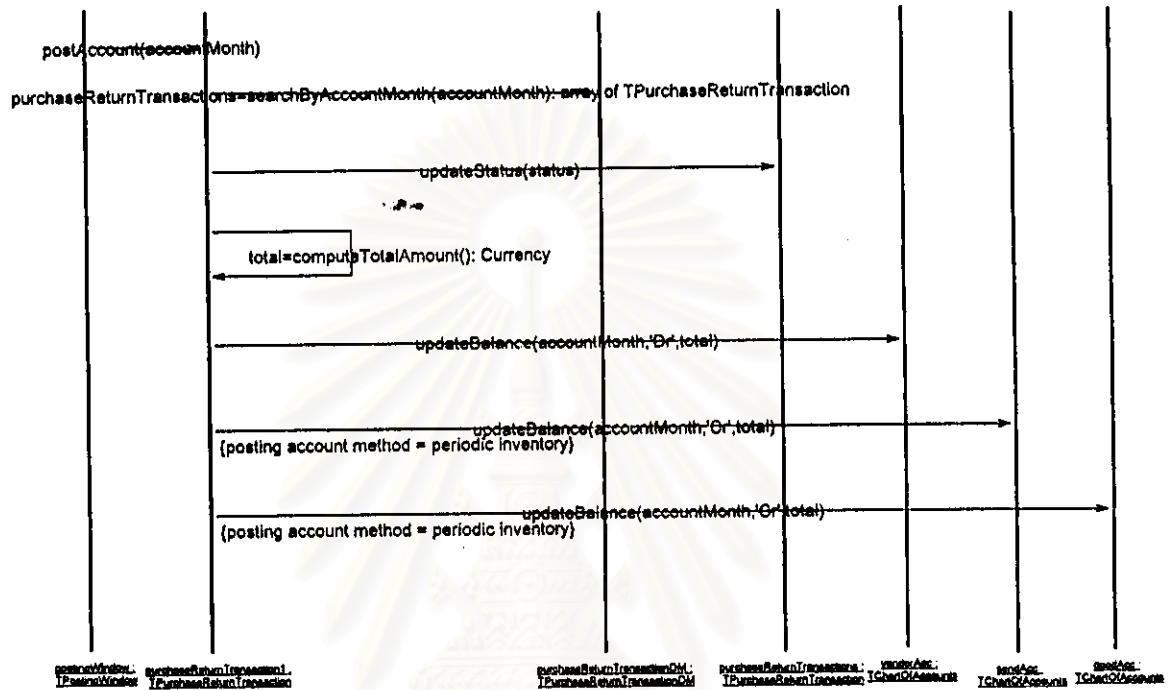 postAccount(accountMonth)
purchaseReturnTransactions=searchByAccountMonth(accountMonth): array of TPurchaseReturnTransaction
updateStatus(status)
total=computeTotalAmount(): Currency
updateBalance(accountMonth,'Dr',total)
updateBalance(accountMonth,'Cr',total)
{posting account method = periodic inventory}
updateBalance(accountMonth,'Cr',total)
{posting account method = periodic inventory}
postingWindow : purchaseReturnTransaction1 : purchaseReturnTransactionDM : purchaseReturnTransactions : vendorAcc :
TPostingWindow TPurchaseReturnTransaction TPurchaseReturnTransactionDM TPurchaseReturnTransaction TChartOfAccounts TChartOfAccounts TChartOfAccounts